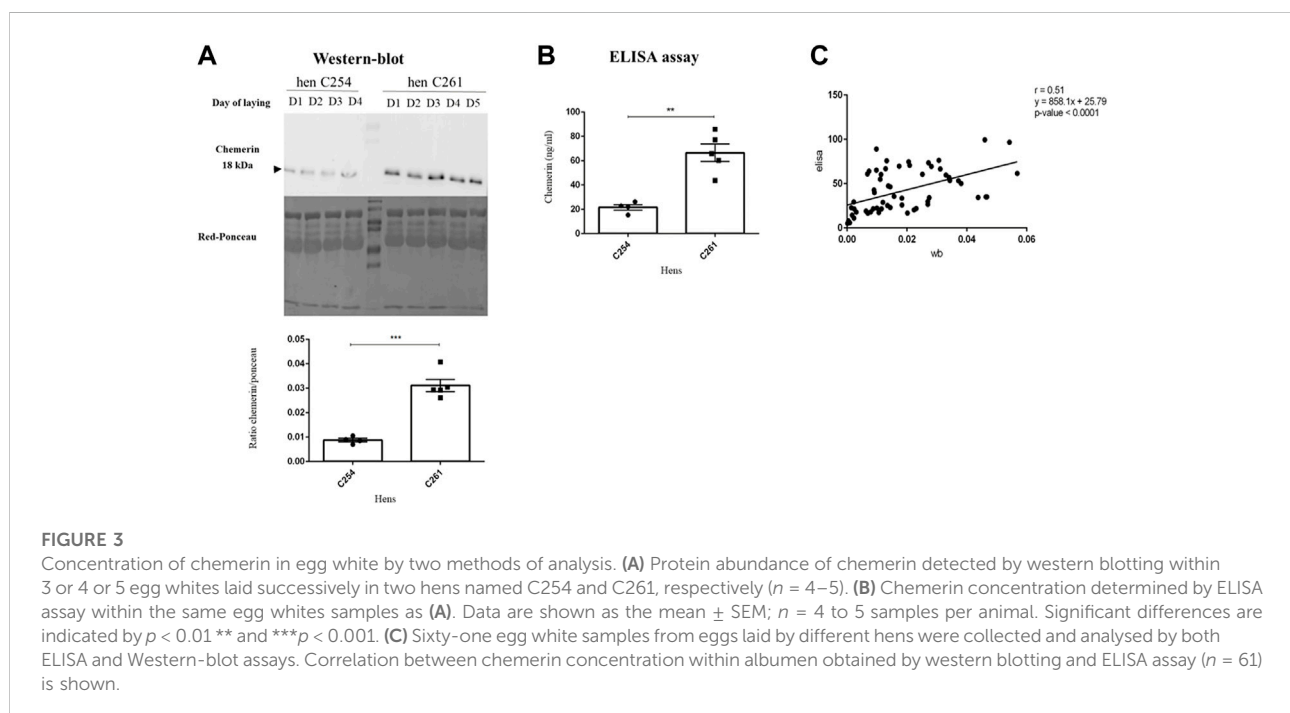 A
Western-blot
hen C254 hen C261
Day of laying D1 D2 D3 D4 D1 D2 D3 D4 D5
Chemerin
18 kDa
Red-Ponceau
***
0.05
0.04
0.03
0.02
0.01
0.00
Ratio chemerin/ponceau
C254 C261
Hens
B
ELISA assay
**
100
80
60
40
20
0
Chemerin (ng/ml)
C254 C261
Hens
C
r = 0.51
y = 858.1x + 25.79
p-value < 0.0001
150
100
50
0
elisa
0.00 0.02 0.04 0.06
wb
FIGURE 3
Concentration of chemerin in egg white by two methods of analysis. (A) Protein abundance of chemerin detected by western blotting within
3 or 4 or 5 egg whites laid successively in two hens named C254 and C261, respectively (n = 4–5). (B) Chemerin concentration determined by ELISA
assay within the same egg whites samples as (A). Data are shown as the mean ± SEM; n = 4 to 5 samples per animal. Significant differences are
indicated by p < 0.01 ** and ***p < 0.001. (C) Sixty-one egg white samples from eggs laid by different hens were collected and analysed by both
ELISA and Western-blot assays. Correlation between chemerin concentration within albumen obtained by western blotting and ELISA assay (n = 61)
is shown.